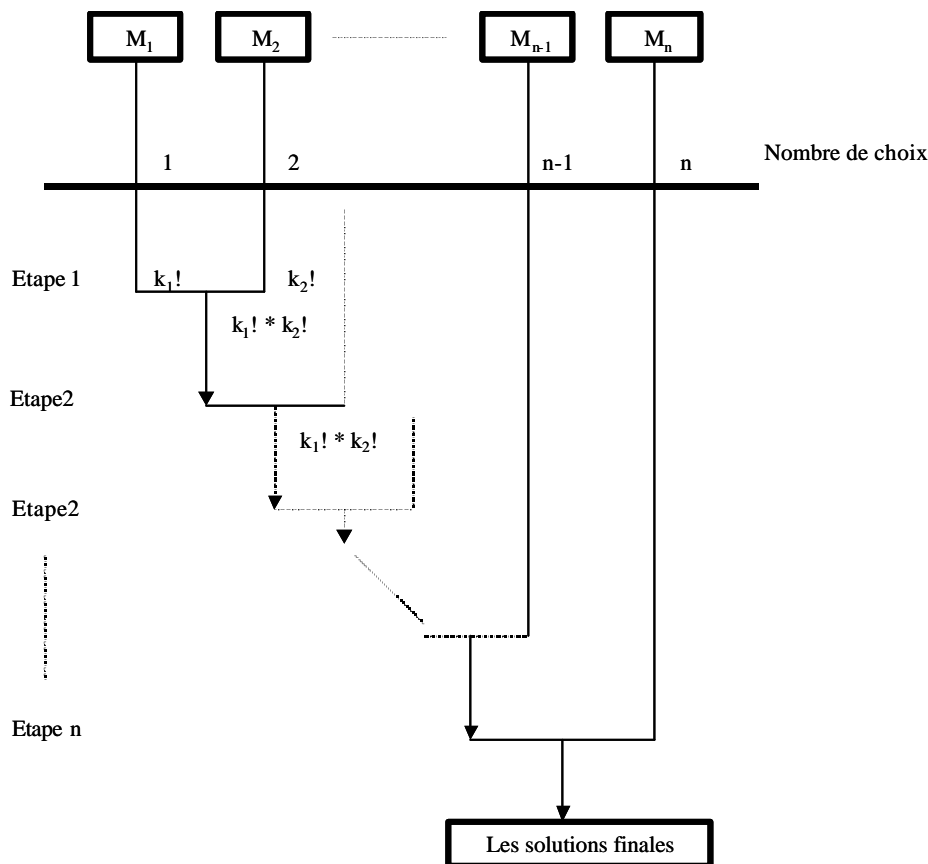 M₁ M₂ Mₙ₋₁ Mₙ
Nombre de choix
1 2 n-1 n
Etape 1 k₁! k₂!
k₁! * k₂!
Etape2
k₁! * k₂!
Etape2
Etape n
Les solutions finales